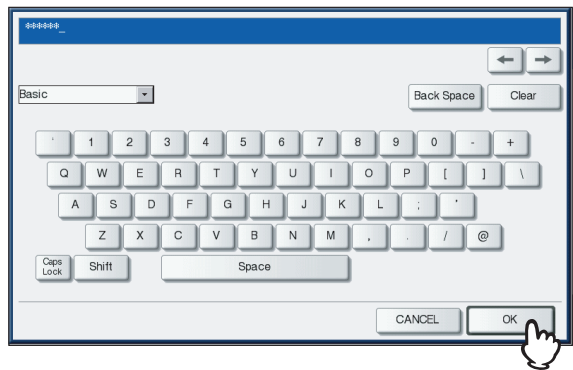 ******_
Basic
Back Space Clear
` 1 2 3 4 5 6 7 8 9 0 - +
Q W E R T Y U I O P [ ] \
A S D F G H J K L ; '
Z X C V B N M , . / @
Caps Lock Shift Space
CANCEL OK